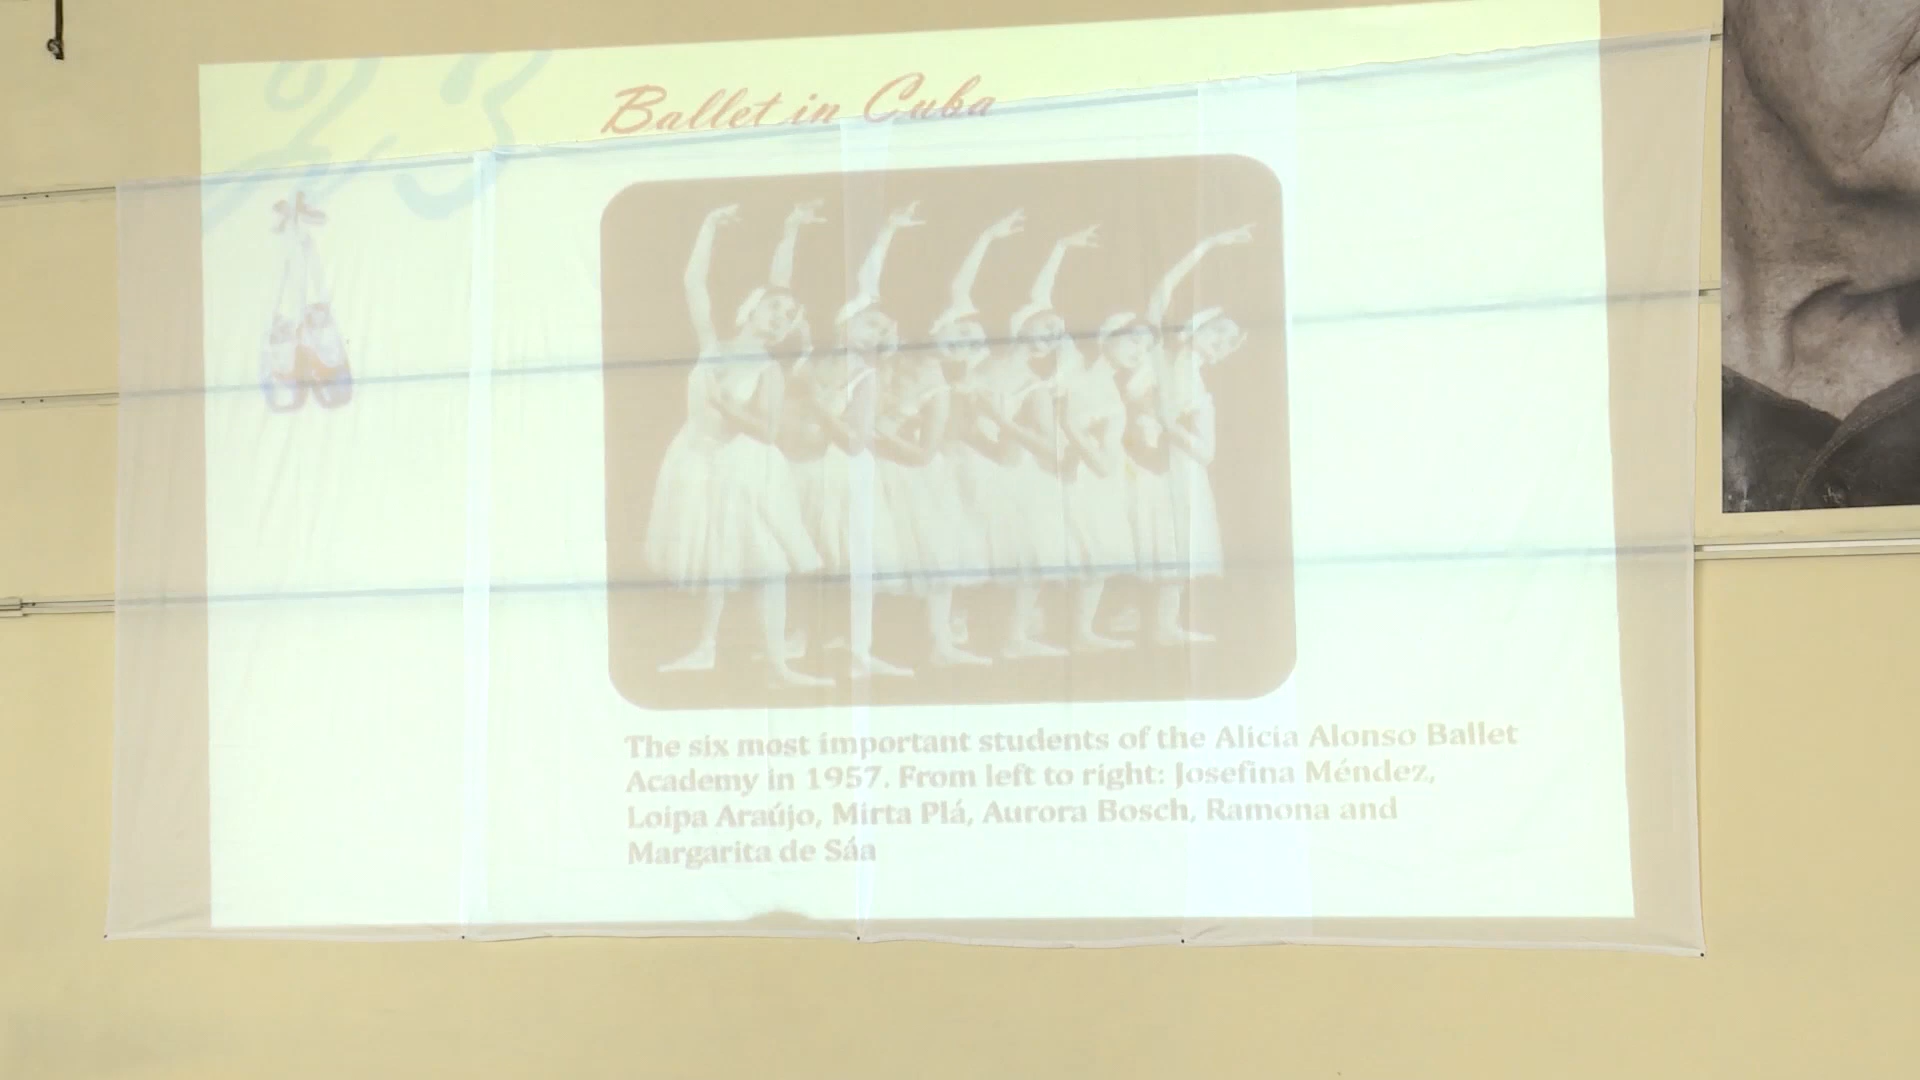 23
Ballet in Cuba
The six most important students of the Alicia Alonso Ballet
Academy in 1957. From left to right: Josefina Méndez,
Loipa Araújo, Mirta Plá, Aurora Bosch, Ramona and
Margarita de Sáa